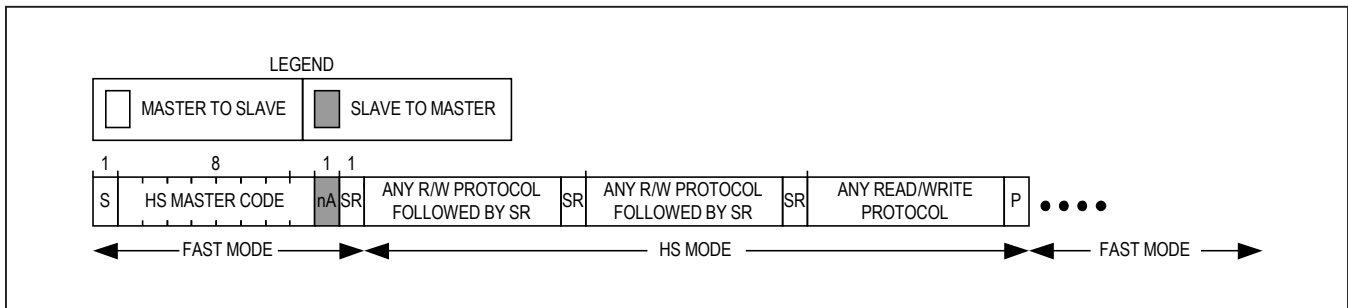 LEGEND
MASTER TO SLAVE SLAVE TO MASTER
1 8 1 1
S HS MASTER CODE nA SR ANY R/W PROTOCOL FOLLOWED BY SR SR ANY R/W PROTOCOL FOLLOWED BY SR SR ANY READ/WRITE PROTOCOL P
FAST MODE HS MODE FAST MODE